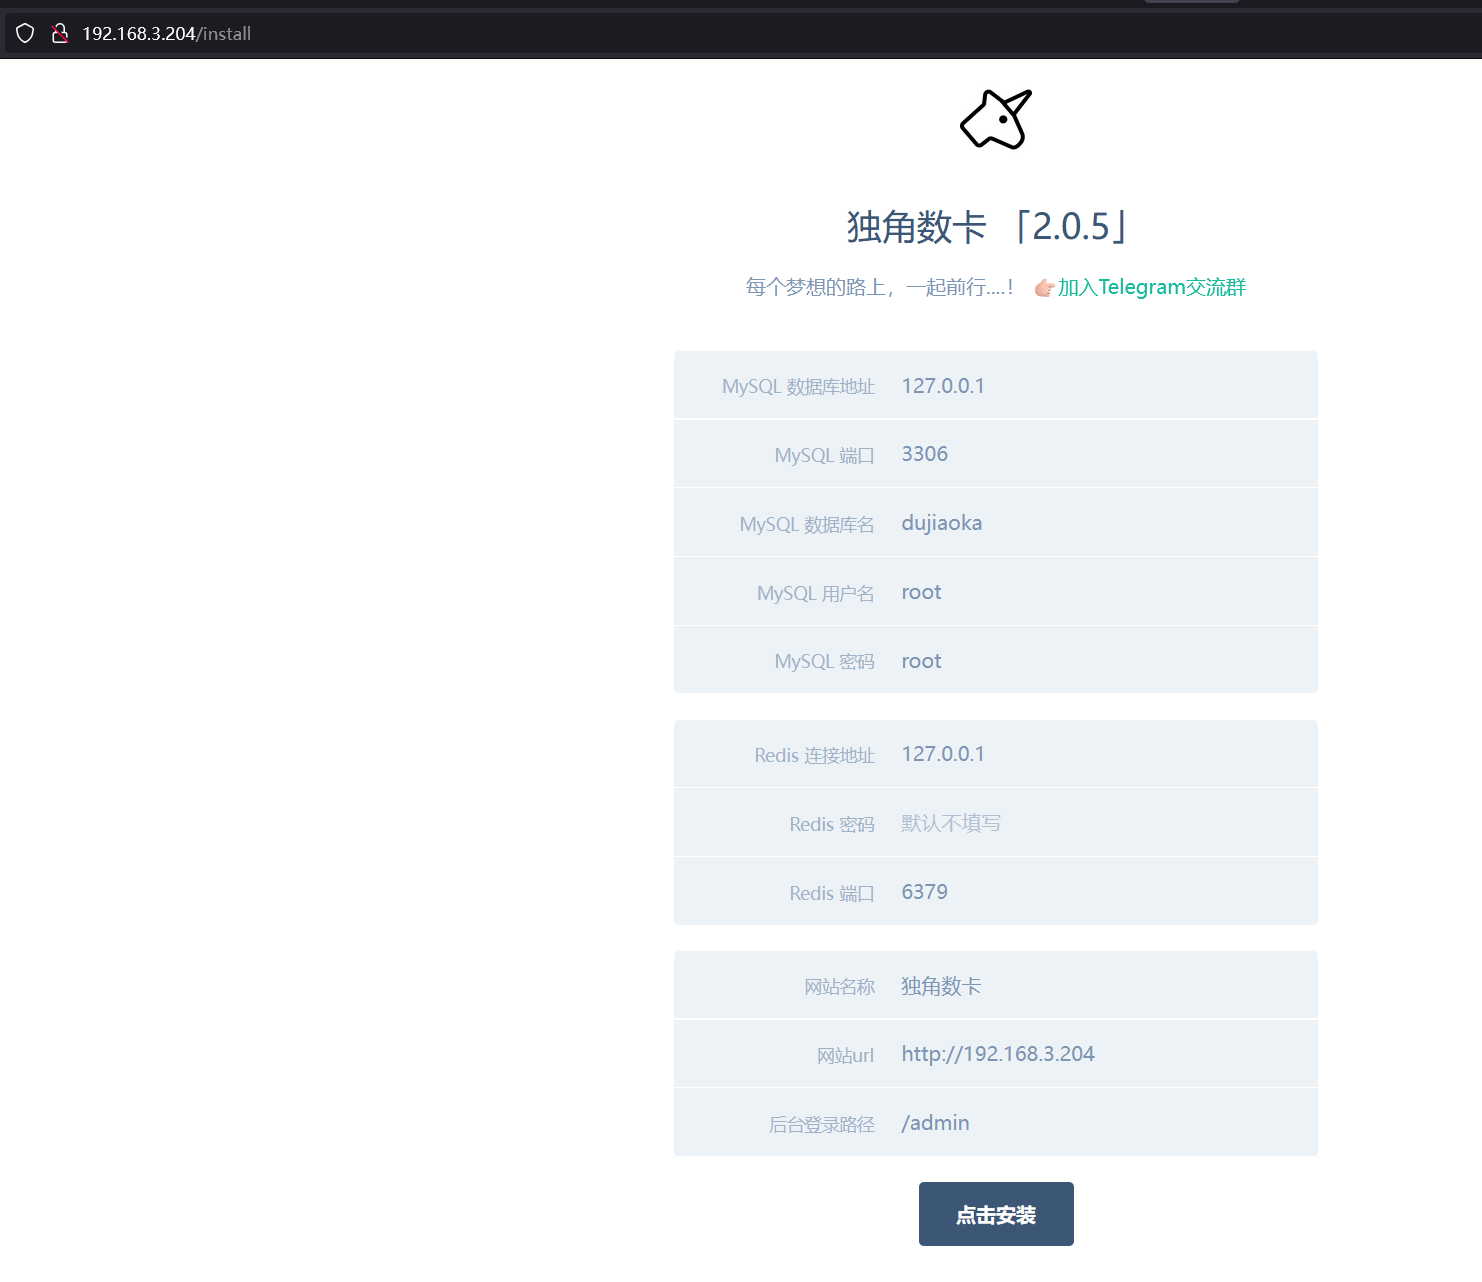 192.168.3.204/install
独角数卡 「2.0.5」
每个梦想的路上，一起前行....！ 👉加入Telegram交流群
MySQL 数据库地址 127.0.0.1
MySQL 端口 3306
MySQL 数据库名 dujiaoka
MySQL 用户名 root
MySQL 密码 root
Redis 连接地址 127.0.0.1
Redis 密码 默认不填写
Redis 端口 6379
网站名称 独角数卡
网站url http://192.168.3.204
后台登录路径 /admin
点击安装